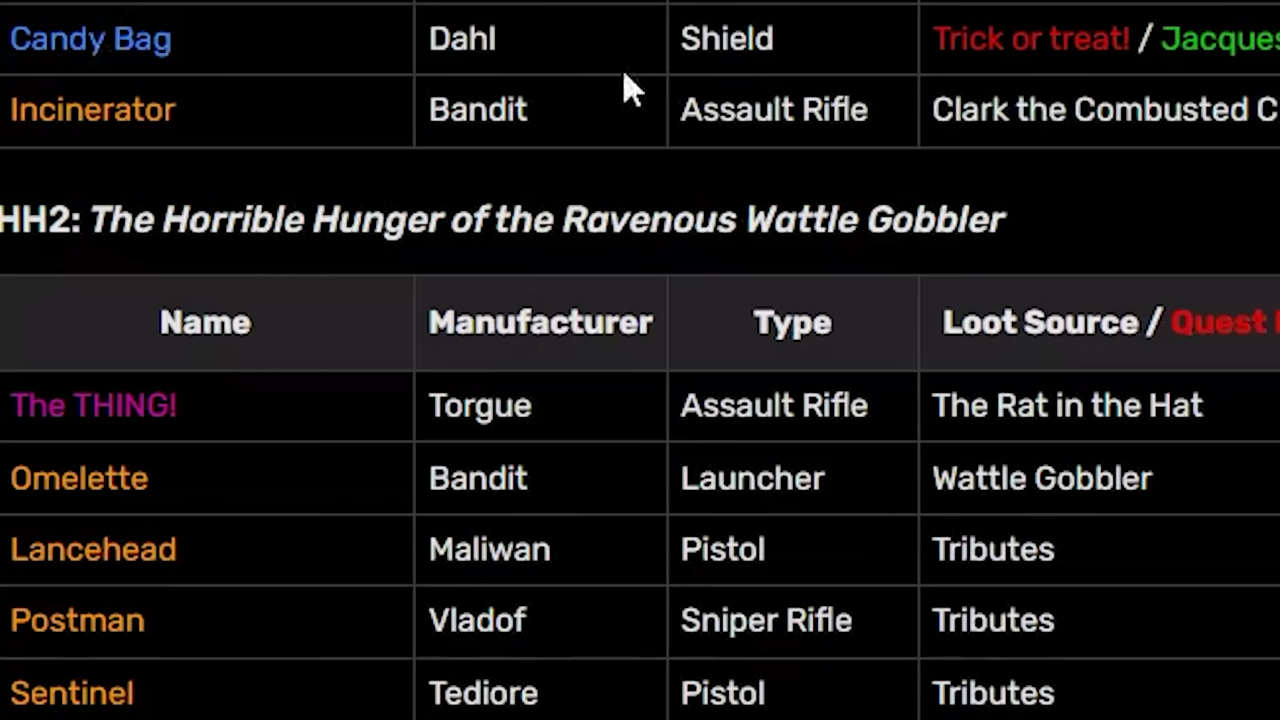 Candy Bag Dahl Shield Trick or treat! / Jacques
Incinerator Bandit Assault Rifle Clark the Combusted C
HH2: The Horrible Hunger of the Ravenous Wattle Gobbler
Name Manufacturer Type Loot Source / Quest
The THING! Torgue Assault Rifle The Rat in the Hat
Omelette Bandit Launcher Wattle Gobbler
Lancehead Maliwan Pistol Tributes
Postman Vladof Sniper Rifle Tributes
Sentinel Tediore Pistol Tributes